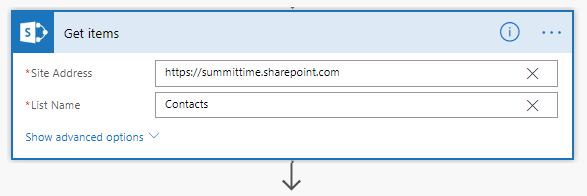 Get items
*Site Address https://summittime.sharepoint.com
*List Name Contacts
Show advanced options